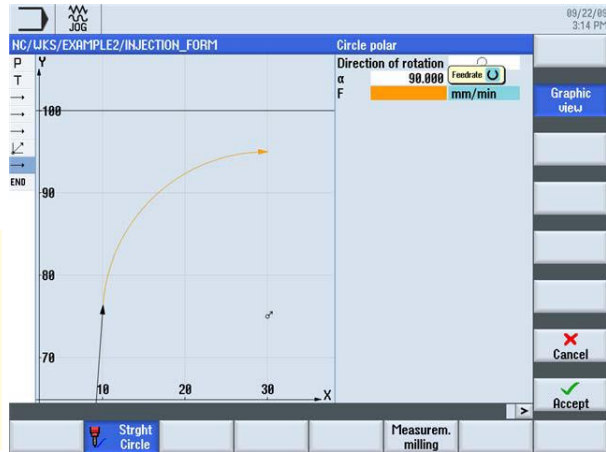 JOG
09/22/09
3:14 PM
NC/WKS/EXAMPLE2/INJECTION_FORM
Circle polar
P
T
END
Y
100
90
80
70
10
20
30
X
Direction of rotation
α 90.000
Feedrate
F mm/min
Graphic
view
Cancel
Accept
>
Strght
Circle
Measurem.
milling